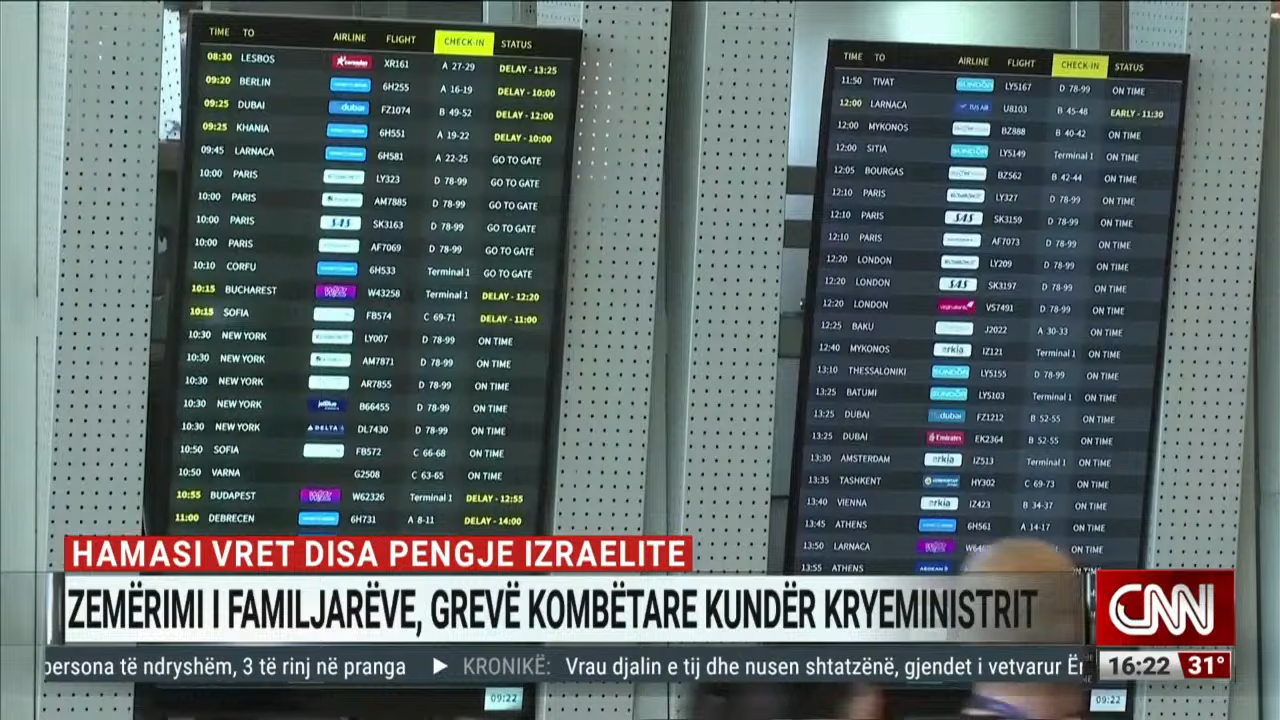 TIME TO AIRLINE FLIGHT CHECK-IN STATUS
08:30 LESBOS XR161 A 27-29 DELAY - 13:25
09:20 BERLIN 6H255 A 16-19 DELAY - 10:00
09:25 DUBAI dubai FZ1074 B 49-52 DELAY - 12:00
09:25 KHANIA 6H551 A 19-22 DELAY - 10:00
09:45 LARNACA 6H581 A 22-25 GO TO GATE
10:00 PARIS LY323 D 78-99 GO TO GATE
10:00 PARIS AM7885 D 78-99 GO TO GATE
10:00 PARIS SAS SK3163 D 78-99 GO TO GATE
10:00 PARIS AF7069 D 78-99 GO TO GATE
10:10 CORFU 6H533 Terminal 1 GO TO GATE
10:15 BUCHAREST W43258 Terminal 1 DELAY - 12:20
10:15 SOFIA FB574 C 69-71 DELAY - 11:00
10:30 NEW YORK LY007 D 78-99 ON TIME
10:30 NEW YORK AM7871 D 78-99 ON TIME
10:30 NEW YORK AR7855 D 78-99 ON TIME
10:30 NEW YORK jetBlue B66455 D 78-99 ON TIME
10:30 NEW YORK DELTA DL7430 D 78-99 ON TIME
10:50 SOFIA FB572 C 66-68 ON TIME
10:50 VARNA G2508 C 63-65 ON TIME
10:55 BUDAPEST W62326 Terminal 1 DELAY - 12:55
11:00 DEBRECEN 6H731 A 8-11 DELAY - 14:00
TIME TO AIRLINE FLIGHT CHECK-IN STATUS
11:50 TIVAT SUNDOR LY5167 D 78-99 ON TIME
12:00 LARNACA TUS AIR U8103 B 45-48 EARLY - 11:30
12:00 MYKONOS BZ888 B 40-42 ON TIME
12:00 SITIA SUNDOR LY5149 Terminal 1 ON TIME
12:05 BOURGAS BZ562 B 42-44 ON TIME
12:10 PARIS LY327 D 78-99 ON TIME
12:10 PARIS SAS SK3159 D 78-99 ON TIME
12:10 PARIS AF7073 D 78-99 ON TIME
12:20 LONDON LY209 D 78-99 ON TIME
12:20 LONDON SAS SK3197 D 78-99 ON TIME
12:20 LONDON VS7491 D 78-99 ON TIME
12:25 BAKU J2022 A 30-33 ON TIME
12:40 MYKONOS arkia IZ121 Terminal 1 ON TIME
13:10 THESSALONIKI SUNDOR LY5155 D 78-99 ON TIME
13:25 BATUMI SUNDOR LY5103 Terminal 1 ON TIME
13:25 DUBAI dubai FZ1212 B 52-55 ON TIME
13:25 DUBAI Emirates EK2364 B 52-55 ON TIME
13:30 AMSTERDAM arkia IZ513 Terminal 1 ON TIME
13:35 TASHKENT HY302 C 69-73 ON TIME
13:40 VIENNA arkia IZ423 B 34-37 ON TIME
13:45 ATHENS 6H561 A 14-17 ON TIME
13:50 LARNACA ON TIME
13:55 ATHENS AEGEAN
HAMASI VRET DISA PENGJE IZRAELITE
ZEMËRIMI I FAMILJARËVE, GREVË KOMBËTARE KUNDËR KRYEMINISTRIT
CNN
persona të ndryshëm, 3 të rinj në pranga ▶ KRONIKË: Vrau djalin e tij dhe nusen shtatzënë, gjendet i vetvarur
16:22 31°
09:22
09:22